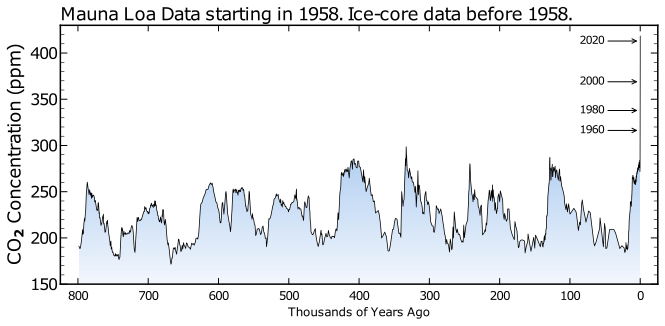 Mauna Loa Data starting in 1958. Ice-core data before 1958.
CO₂ Concentration (ppm)
400
350
300
250
200
150
2020
2000
1980
1960
800 700 600 500 400 300 200 100 0
Thousands of Years Ago